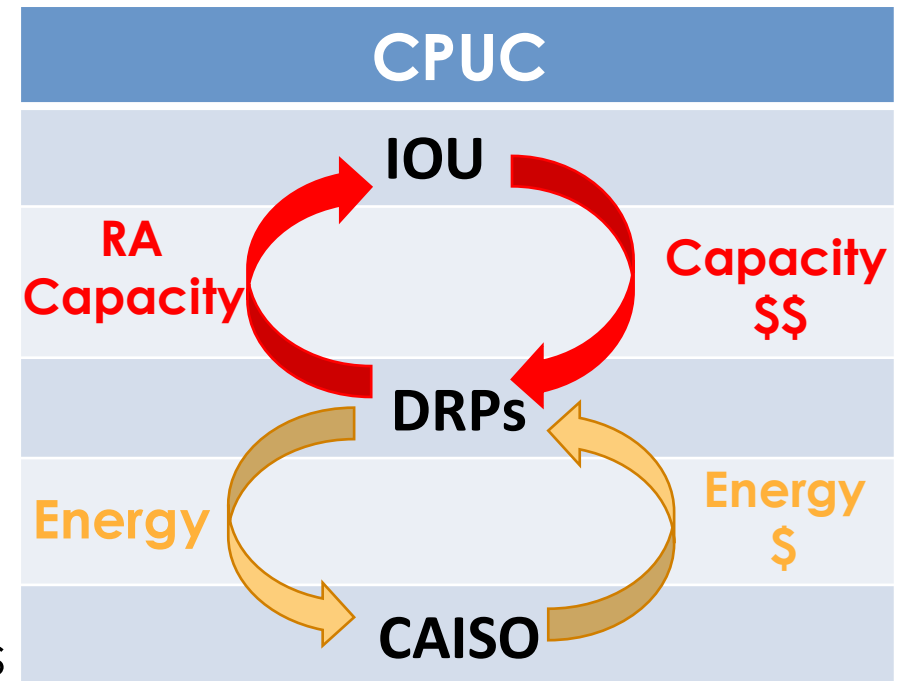 CPUC
IOU
RA
Capacity
Capacity
$$
DRPs
Energy
Energy
$
CAISO